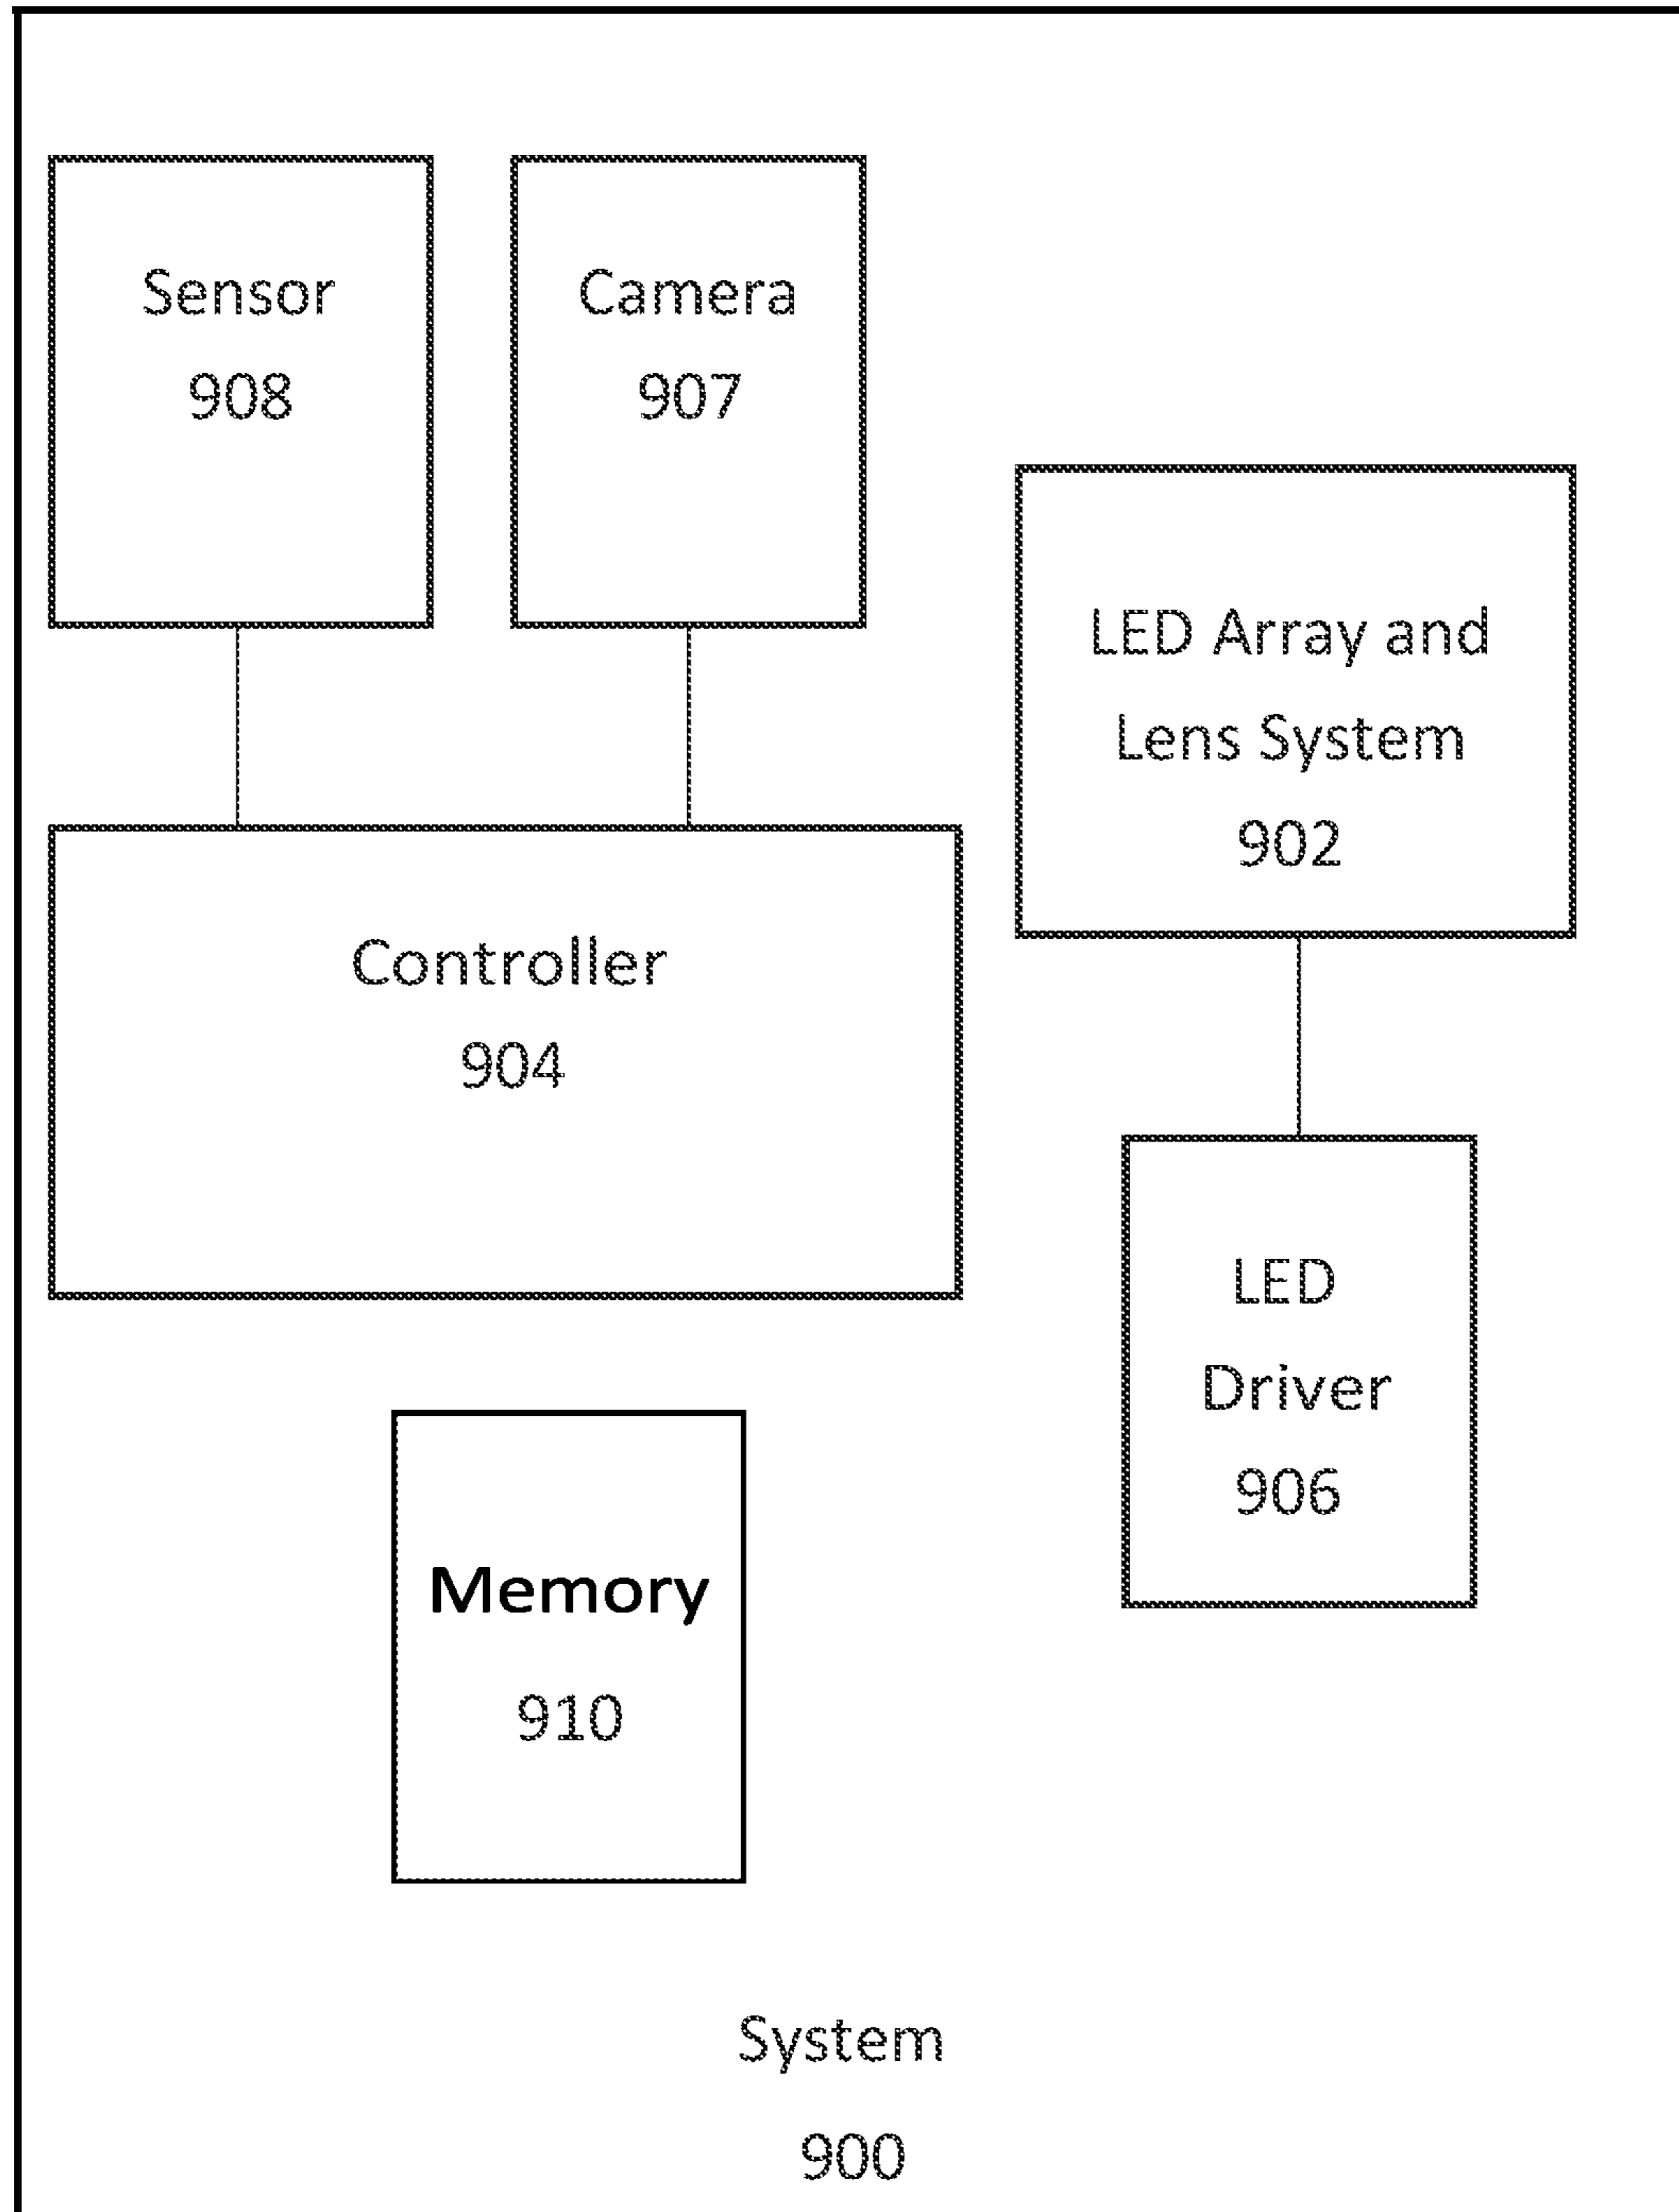 Sensor
908
Camera
907
LED Array and
Lens System
902
Controller
904
LED
Driver
906
Memory
910
System
900